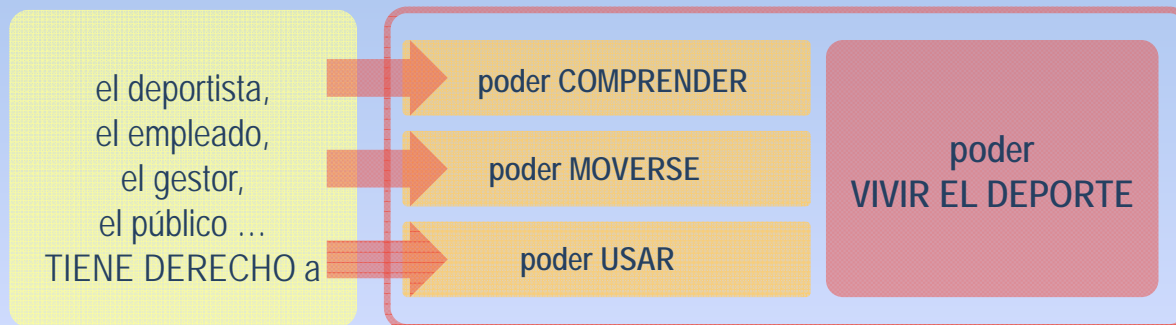 el deportista,
el empleado,
el gestor,
el público ...
TIENE DERECHO a
poder COMPRENDER
poder MOVERSE
poder USAR
poder
VIVIR EL DEPORTE